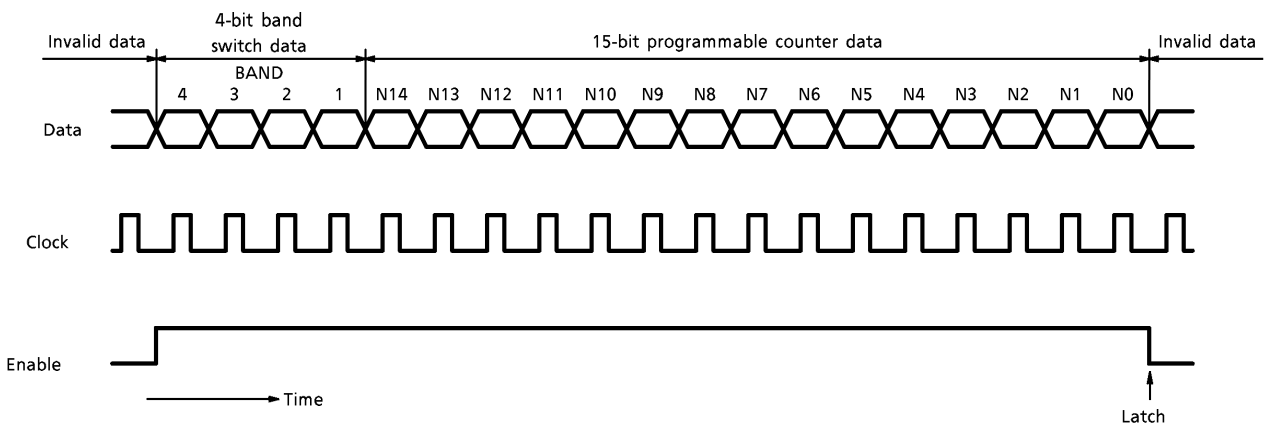 4-bit band
switch data
Invalid data
15-bit programmable counter data
Invalid data
BAND
4 3 2 1 N14 N13 N12 N11 N10 N9 N8 N7 N6 N5 N4 N3 N2 N1 N0
Data
Clock
Enable
Time
Latch